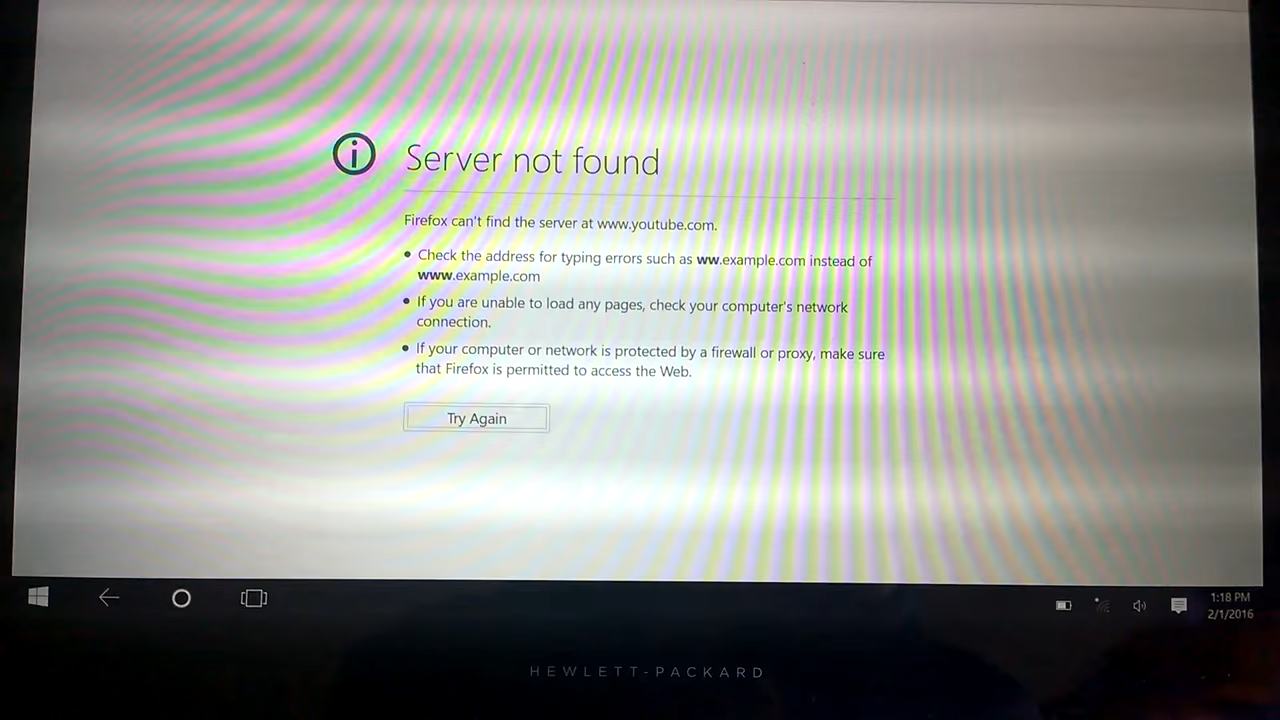 Server not found
Firefox can't find the server at www.youtube.com.
Check the address for typing errors such as ww.example.com instead of
www.example.com
If you are unable to load any pages, check your computer's network
connection.
If your computer or network is protected by a firewall or proxy, make sure
that Firefox is permitted to access the Web.
Try Again
1:18 PM
2/1/2016
HEWLETT-PACKARD